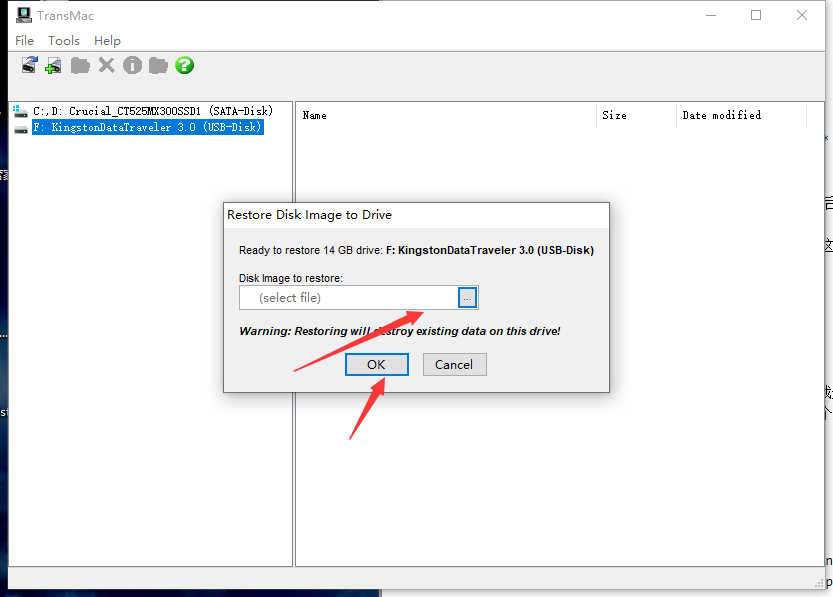 TransMac
File Tools Help
C:,D: Crucial_CT525MX300SSD1 (SATA-Disk)
F: KingstonDataTraveler 3.0 (USB-Disk)
Name Size Date modified
Restore Disk Image to Drive
Ready to restore 14 GB drive: F: KingstonDataTraveler 3.0 (USB-Disk)
Disk Image to restore:
(select file) ...
Warning: Restoring will destroy existing data on this drive!
OK Cancel